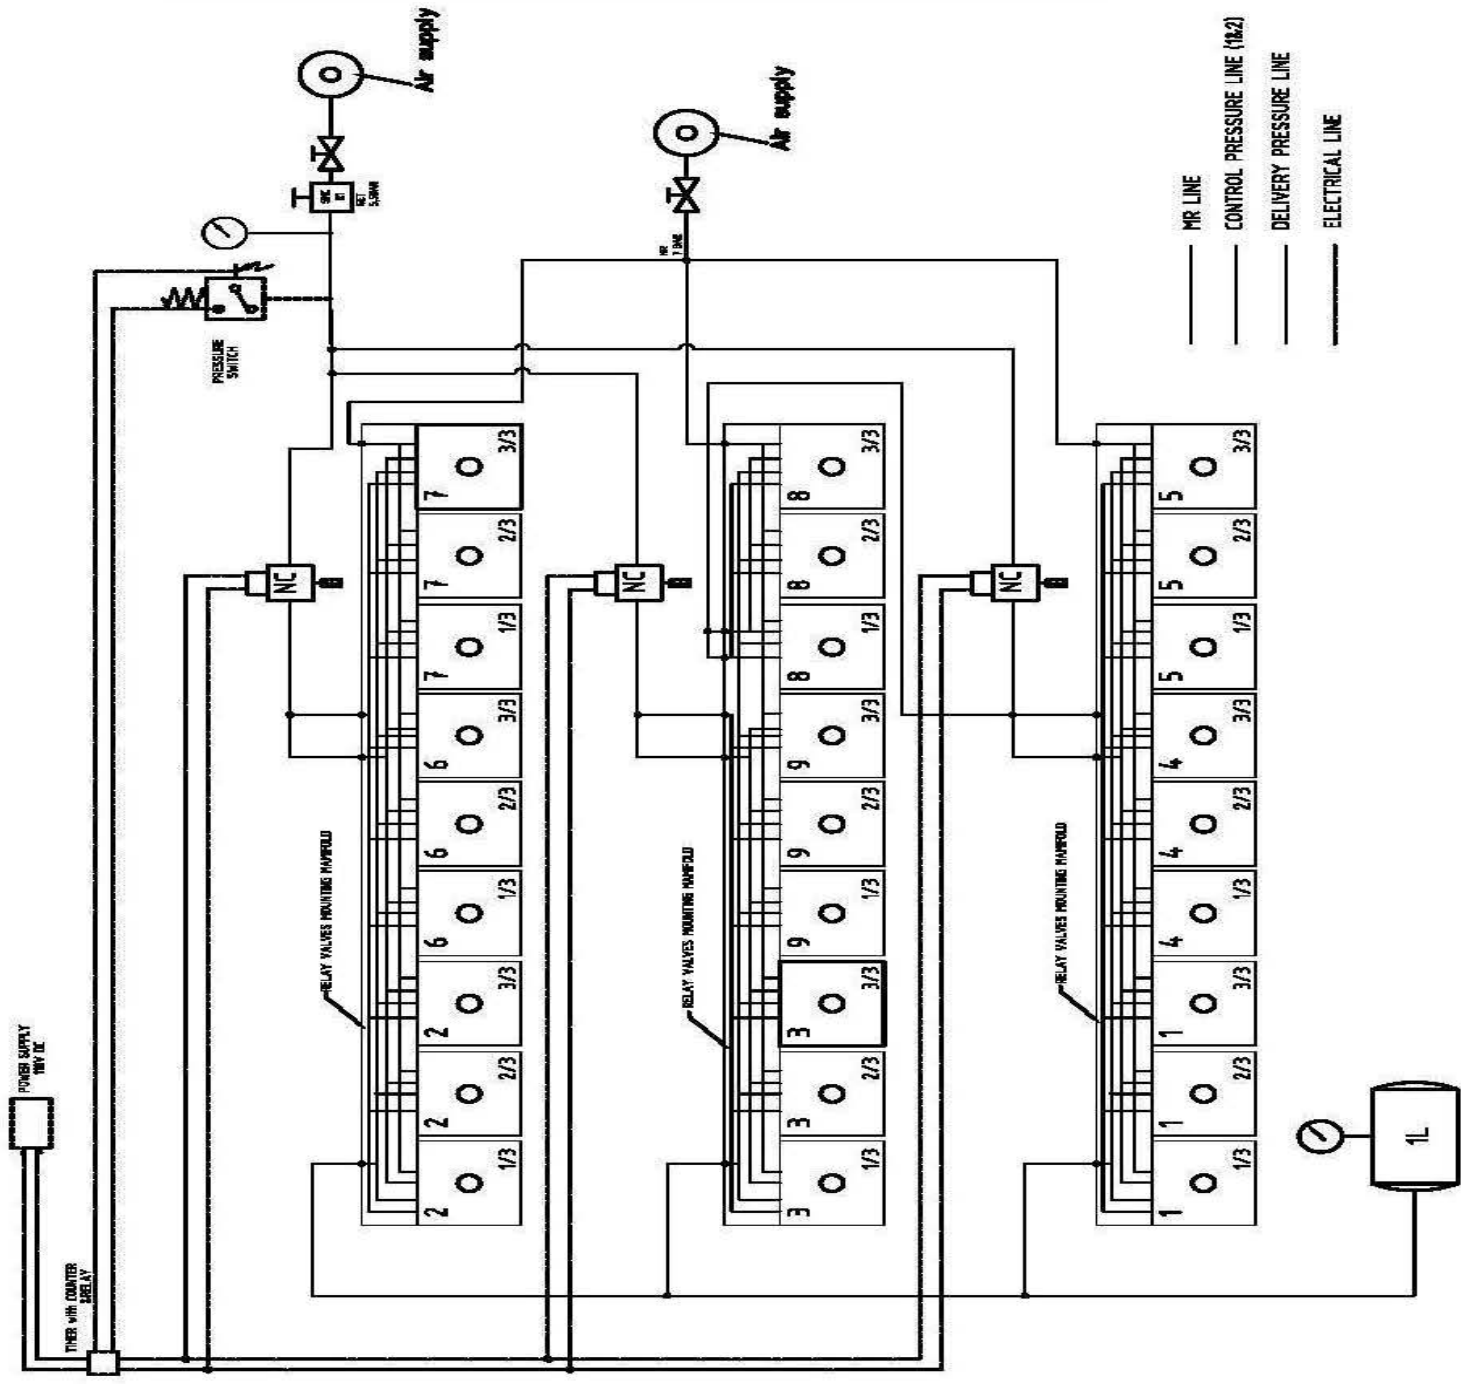 Air supply
Air supply
SET
5,5BAR
MR
7 BAR
PRESSURE
SWITCH
MR LINE
CONTROL PRESSURE LINE (1&2)
DELIVERY PRESSURE LINE
ELECTRICAL LINE
POWER SUPPLY
110V DC
TIMER with COUNTER
&RELAY
NC
NC
NC
RELAY VALVES MOUNTING MANIFOLD
2 1/3
2 2/3
2 3/3
6 1/3
6 2/3
6 3/3
7 1/3
7 2/3
7 3/3
RELAY VALVES MOUNTING MANIFOLD
3 1/3
3 2/3
3 3/3
9 1/3
9 2/3
9 3/3
8 1/3
8 2/3
8 3/3
RELAY VALVES MOUNTING MANIFOLD
1 1/3
1 2/3
1 3/3
4 1/3
4 2/3
4 3/3
5 1/3
5 2/3
5 3/3
1L